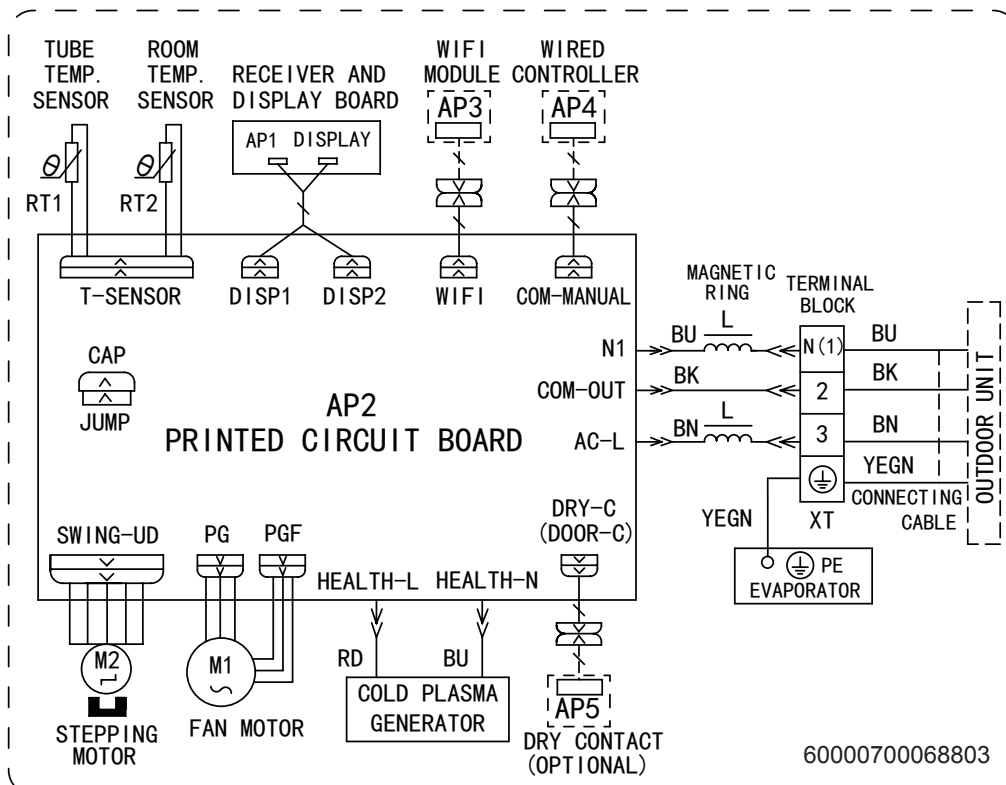 TUBE
TEMP.
SENSOR
ROOM
TEMP.
SENSOR
RECEIVER AND
DISPLAY BOARD
WIFI
MODULE
WIRED
CONTROLLER
AP1 DISPLAY
AP3
AP4
θ
RT1
θ
RT2
T-SENSOR
DISP1
DISP2
WIFI
COM-MANUAL
MAGNETIC
RING
TERMINAL
BLOCK
CAP
JUMP
AP2
PRINTED CIRCUIT BOARD
N1
BU
L
N(1)
BU
COM-OUT
BK
2
BK
AC-L
BN
L
3
BN
YEGN
OUTDOOR UNIT
CONNECTING
CABLE
XT
YEGN
PE
EVAPORATOR
SWING-UD
PG
PGF
HEALTH-L
HEALTH-N
DRY-C
(DOOR-C)
M2
STEPPING
MOTOR
M1
FAN MOTOR
RD
BU
COLD PLASMA
GENERATOR
AP5
DRY CONTACT
(OPTIONAL)
60000700068803